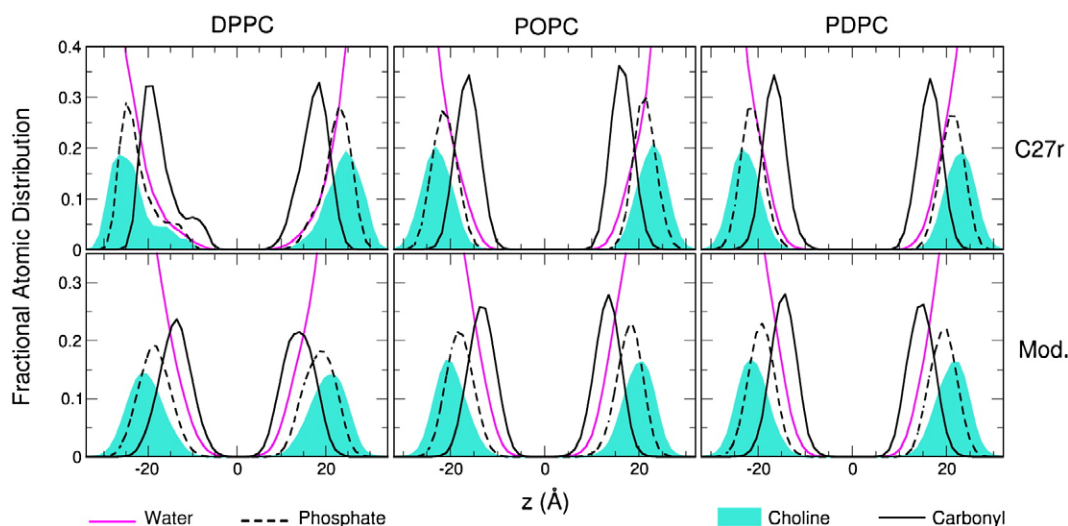 DPPC POPC PDPC
0.4
0.3
0.2
0.1
0
C27r
0.3
0.2
0.1
0
Mod.
Fractional Atomic Distribution
-20 0 20 -20 0 20 -20 0 20
z (Å)
Water Phosphate Choline Carbonyl